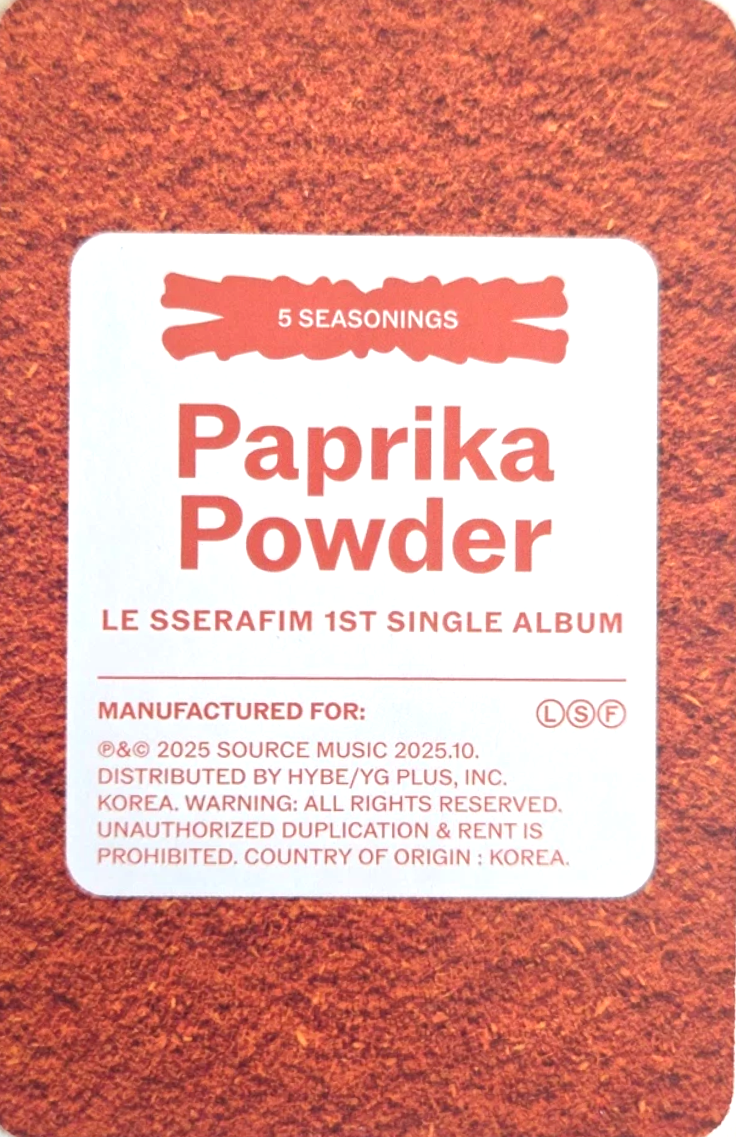 5 SEASONINGS
Paprika
Powder
LE SSERAFIM 1ST SINGLE ALBUM
MANUFACTURED FOR: ⓁⓈⒻ
℗&© 2025 SOURCE MUSIC 2025.10.
DISTRIBUTED BY HYBE/YG PLUS, INC.
KOREA. WARNING: ALL RIGHTS RESERVED.
UNAUTHORIZED DUPLICATION & RENT IS
PROHIBITED. COUNTRY OF ORIGIN : KOREA.